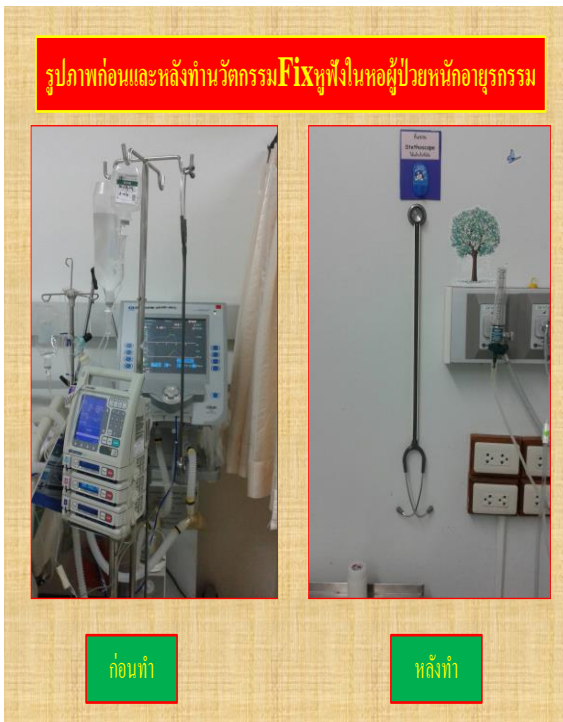 รูปภาพก่อนและหลังทำนวัตกรรมFixหูฟังในหอผู้ป่วยหนักอายุรกรรม
Stethoscope
ก่อนทำ
หลังทำ